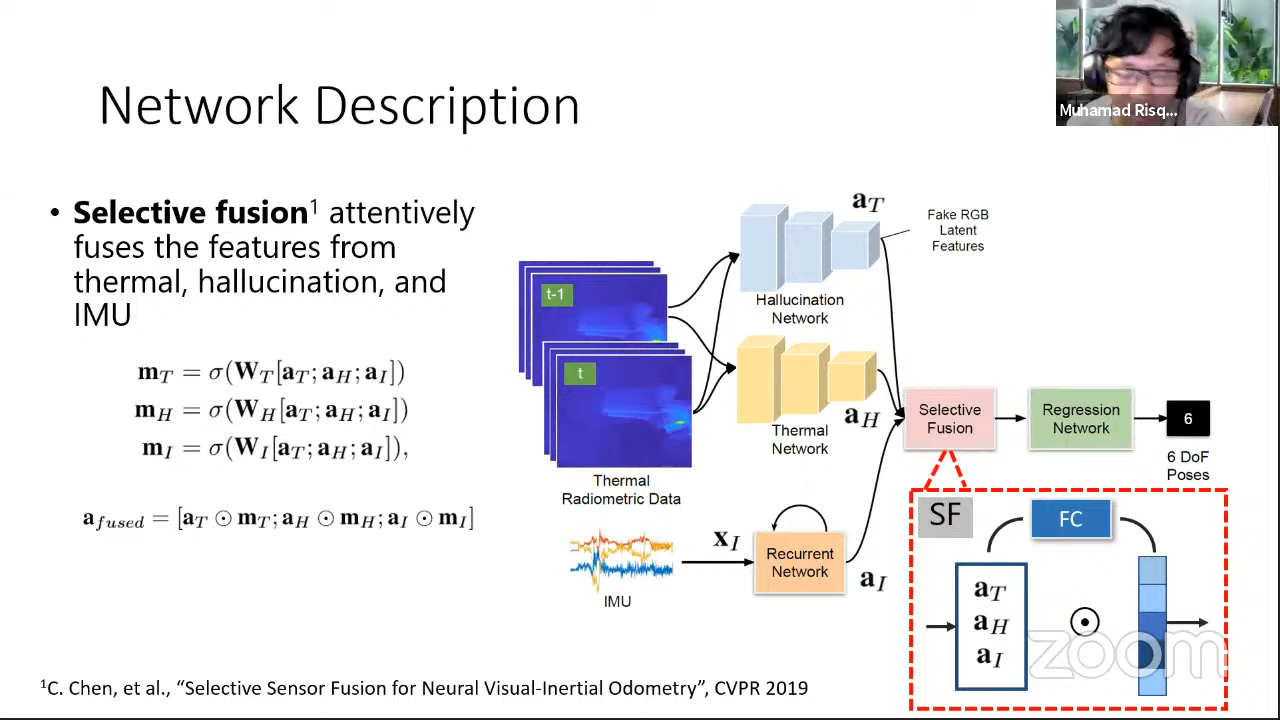 Muhamad Risq...
Network Description
• Selective fusion¹ attentively
fuses the features from
thermal, hallucination, and
IMU
m_T = σ(W_T[a_T; a_H; a_I])
m_H = σ(W_H[a_T; a_H; a_I])
m_I = σ(W_I[a_T; a_H; a_I]),
a_fused = [a_T ⊙ m_T; a_H ⊙ m_H; a_I ⊙ m_I]
t-1
t
Thermal
Radiometric Data
IMU
x_I
a_T
Fake RGB
Latent
Features
Hallucination
Network
a_H
Thermal
Network
Recurrent
Network
a_I
Selective
Fusion
Regression
Network
6
6 DoF
Poses
SF
FC
a_T
a_H
a_I
⊙
zoom
¹C. Chen, et al., “Selective Sensor Fusion for Neural Visual-Inertial Odometry”, CVPR 2019